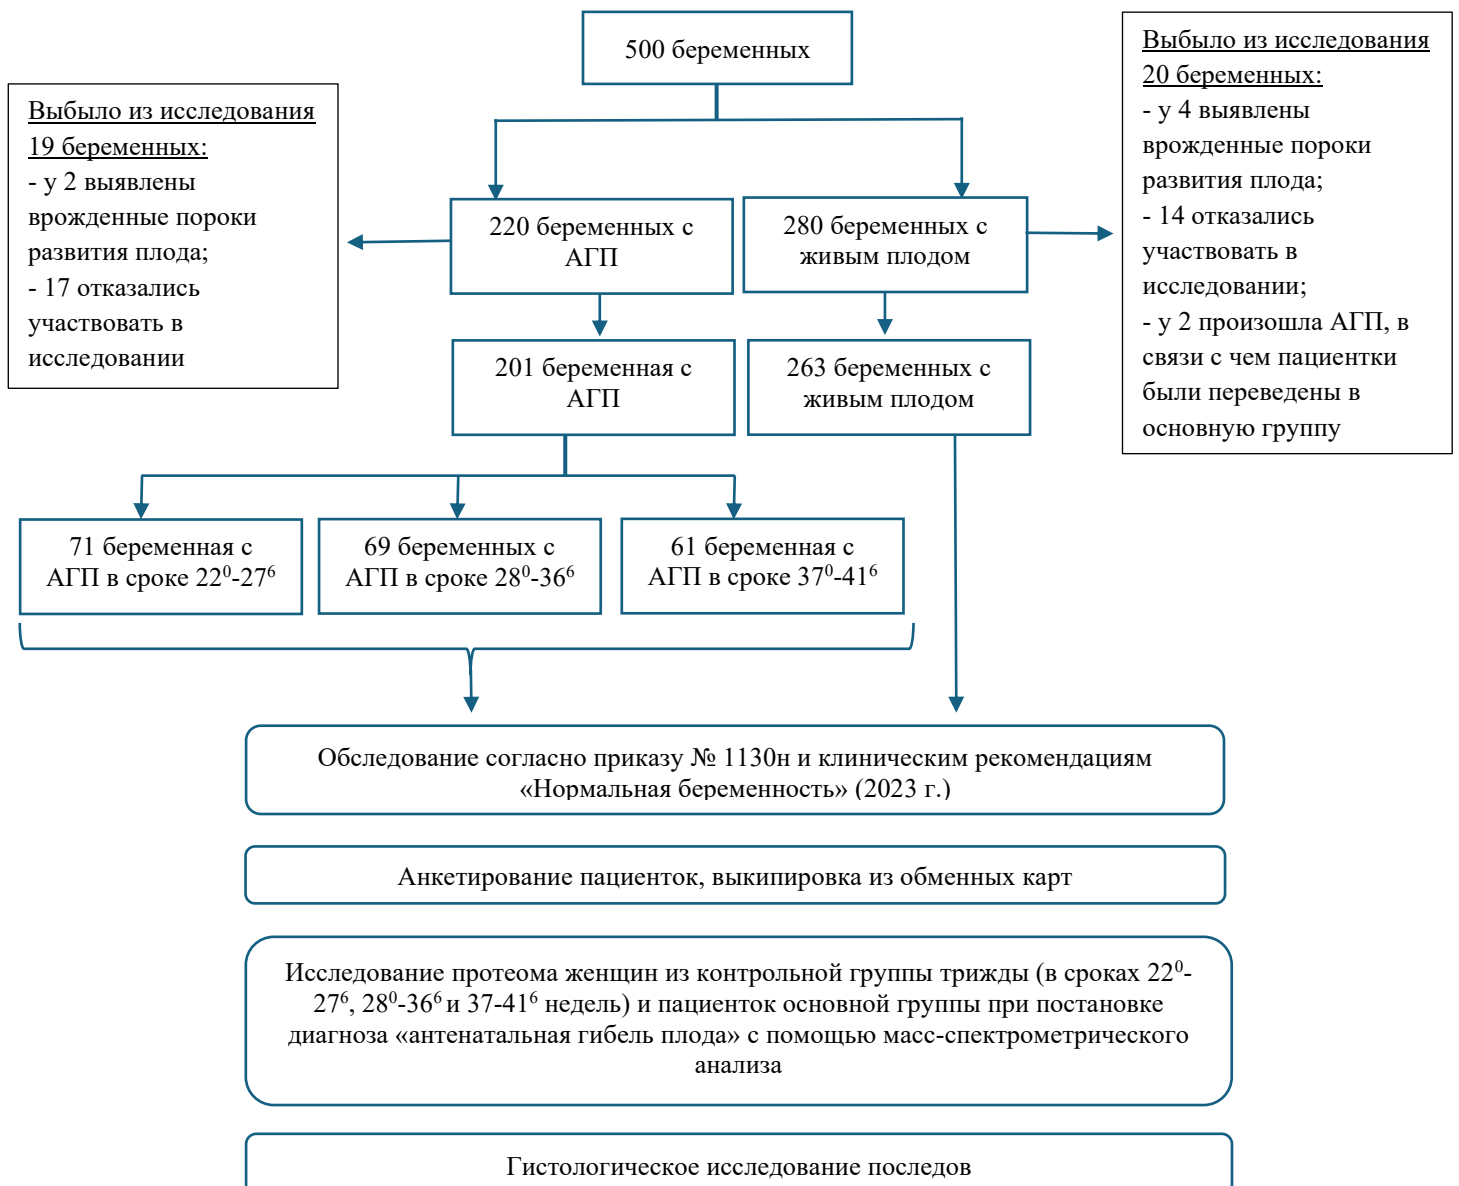 500 беременных
Выбыло из исследования
19 беременных:
- у 2 выявлены
врожденные пороки
развития плода;
- 17 отказались
участвовать в
исследовании
220 беременных с
АГП
280 беременных с
живым плодом
Выбыло из исследования
20 беременных:
- у 4 выявлены
врожденные пороки
развития плода;
- 14 отказались
участвовать в
исследовании;
- у 2 произошла АГП, в
связи с чем пациентки
были переведены в
основную группу
201 беременная с
АГП
263 беременных с
живым плодом
71 беременная с
АГП в сроке 22⁰-27⁶
69 беременных с
АГП в сроке 28⁰-36⁶
61 беременная с
АГП в сроке 37⁰-41⁶
Обследование согласно приказу № 1130н и клиническим рекомендациям
«Нормальная беременность» (2023 г.)
Анкетирование пациенток, выкипировка из обменных карт
Исследование протеома женщин из контрольной группы трижды (в сроках 22⁰-
27⁶, 28⁰-36⁶ и 37-41⁶ недель) и пациенток основной группы при постановке
диагноза «антенатальная гибель плода» с помощью масс-спектрометрического
анализа
Гистологическое исследование последов